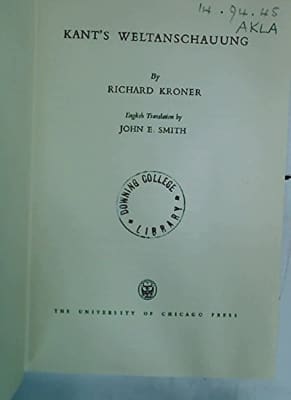 14.94.45
AKLA
KANT'S WELTANSCHAUUNG
By
RICHARD KRONER
English Translation by
JOHN E. SMITH
DOWNING COLLEGE
LIBRARY
THE UNIVERSITY OF CHICAGO PRESS